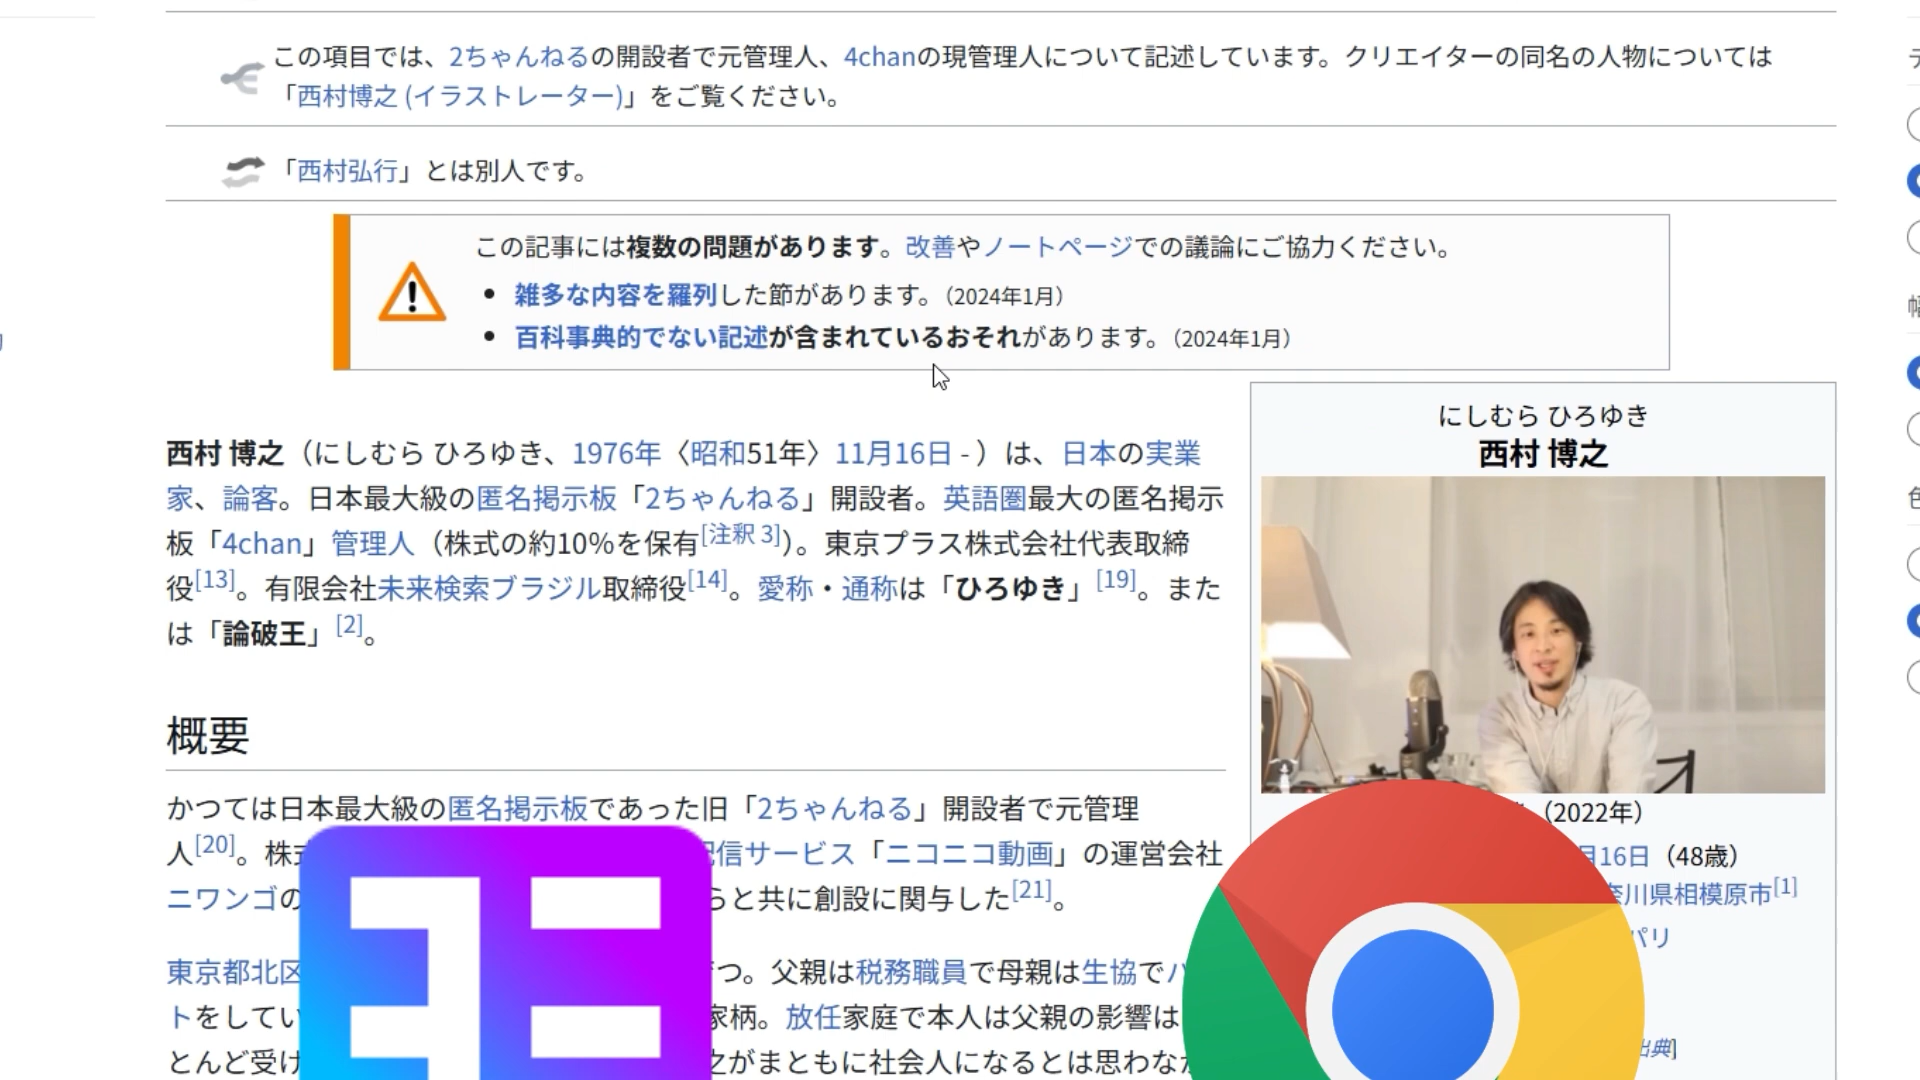 この項目では、2ちゃんねるの開設者で元管理人、4chanの現管理人について記述しています。クリエイターの同名の人物については
「西村博之 (イラストレーター)」をご覧ください。
「西村弘行」とは別人です。
この記事には複数の問題があります。改善やノートページでの議論にご協力ください。
雑多な内容を羅列した節があります。（2024年1月）
百科事典的でない記述が含まれているおそれがあります。（2024年1月）
西村 博之（にしむら ひろゆき、1976年〈昭和51年〉11月16日 - ）は、日本の実業
家、論客。日本最大級の匿名掲示板「2ちゃんねる」開設者。英語圏最大の匿名掲示
板「4chan」管理人（株式の約10%を保有[注釈 3]）。東京プラス株式会社代表取締
役[13]。有限会社未来検索ブラジル取締役[14]。愛称・通称は「ひろゆき」[19]。また
は「論破王」[2]。
概要
かつては日本最大級の匿名掲示板であった旧「2ちゃんねる」開設者で元管理
人[20]。株 信サービス「ニコニコ動画」の運営会社
ニワンゴの らと共に創設に関与した[21]。
東京都北区 つ。父親は税務職員で母親は生協で
トをしてい 家柄。放任家庭で本人は父親の影響は
とんど受け がまともに社会人になるとは思わな
にしむら ひろゆき
西村 博之
（2022年）
月16日（48歳）
奈川県相模原市[1]
パリ
出典]